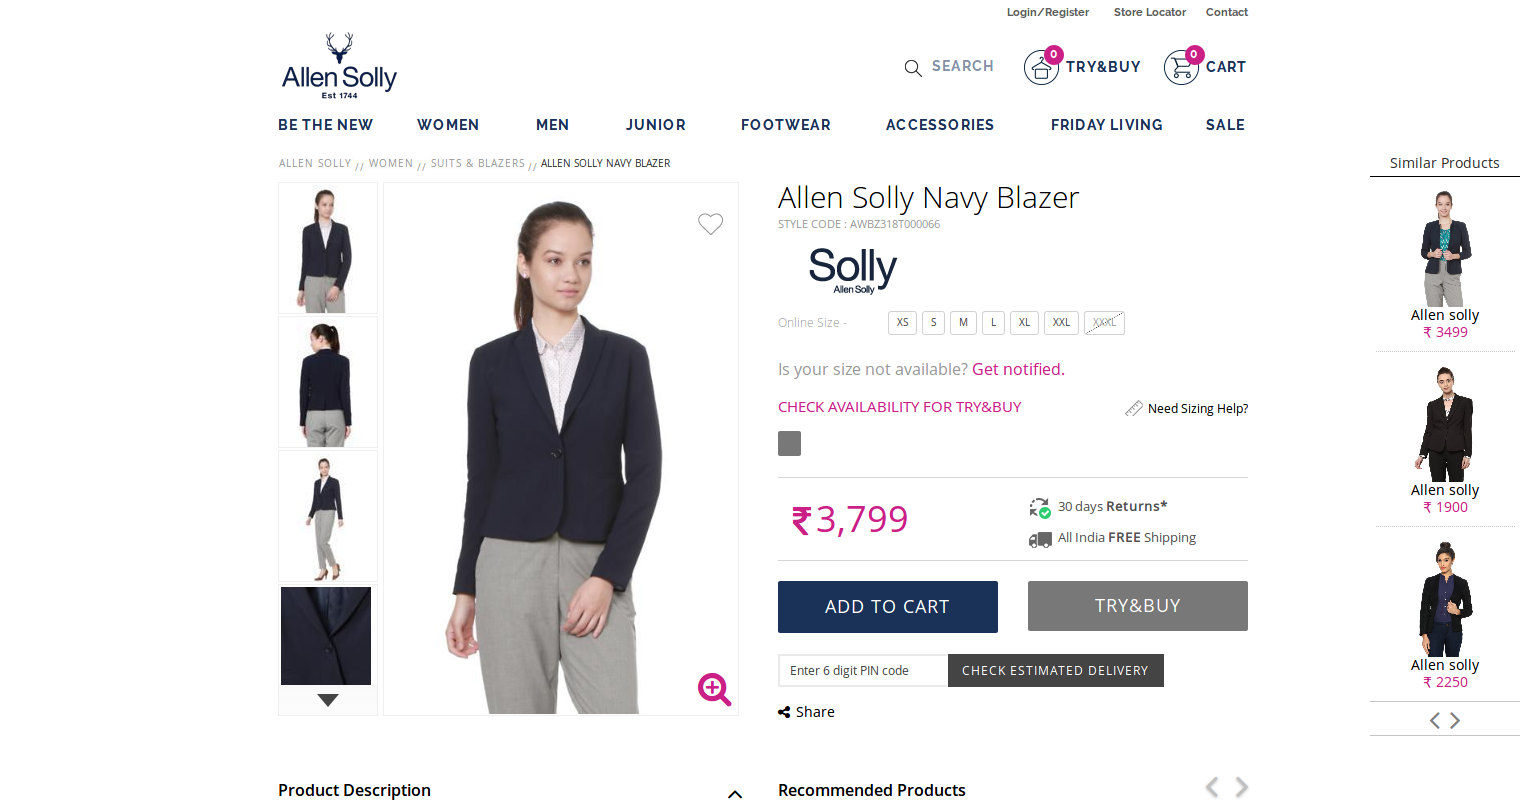 Login/Register Store Locator Contact
Allen Solly
Est 1744
SEARCH 0 TRY&BUY 0 CART
BE THE NEW WOMEN MEN JUNIOR FOOTWEAR ACCESSORIES FRIDAY LIVING SALE
ALLEN SOLLY // WOMEN // SUITS & BLAZERS // ALLEN SOLLY NAVY BLAZER
Allen Solly Navy Blazer
STYLE CODE : AWBZ318T000066
Solly
Allen Solly
Online Size - XS S M L XL XXL XXXL
Is your size not available? Get notified.
CHECK AVAILABILITY FOR TRY&BUY Need Sizing Help?
₹3,799
30 days Returns*
All India FREE Shipping
ADD TO CART TRY&BUY
Enter 6 digit PIN code CHECK ESTIMATED DELIVERY
Share
Product Description
Recommended Products
Similar Products
Allen solly
₹ 3499
Allen solly
₹ 1900
Allen solly
₹ 2250